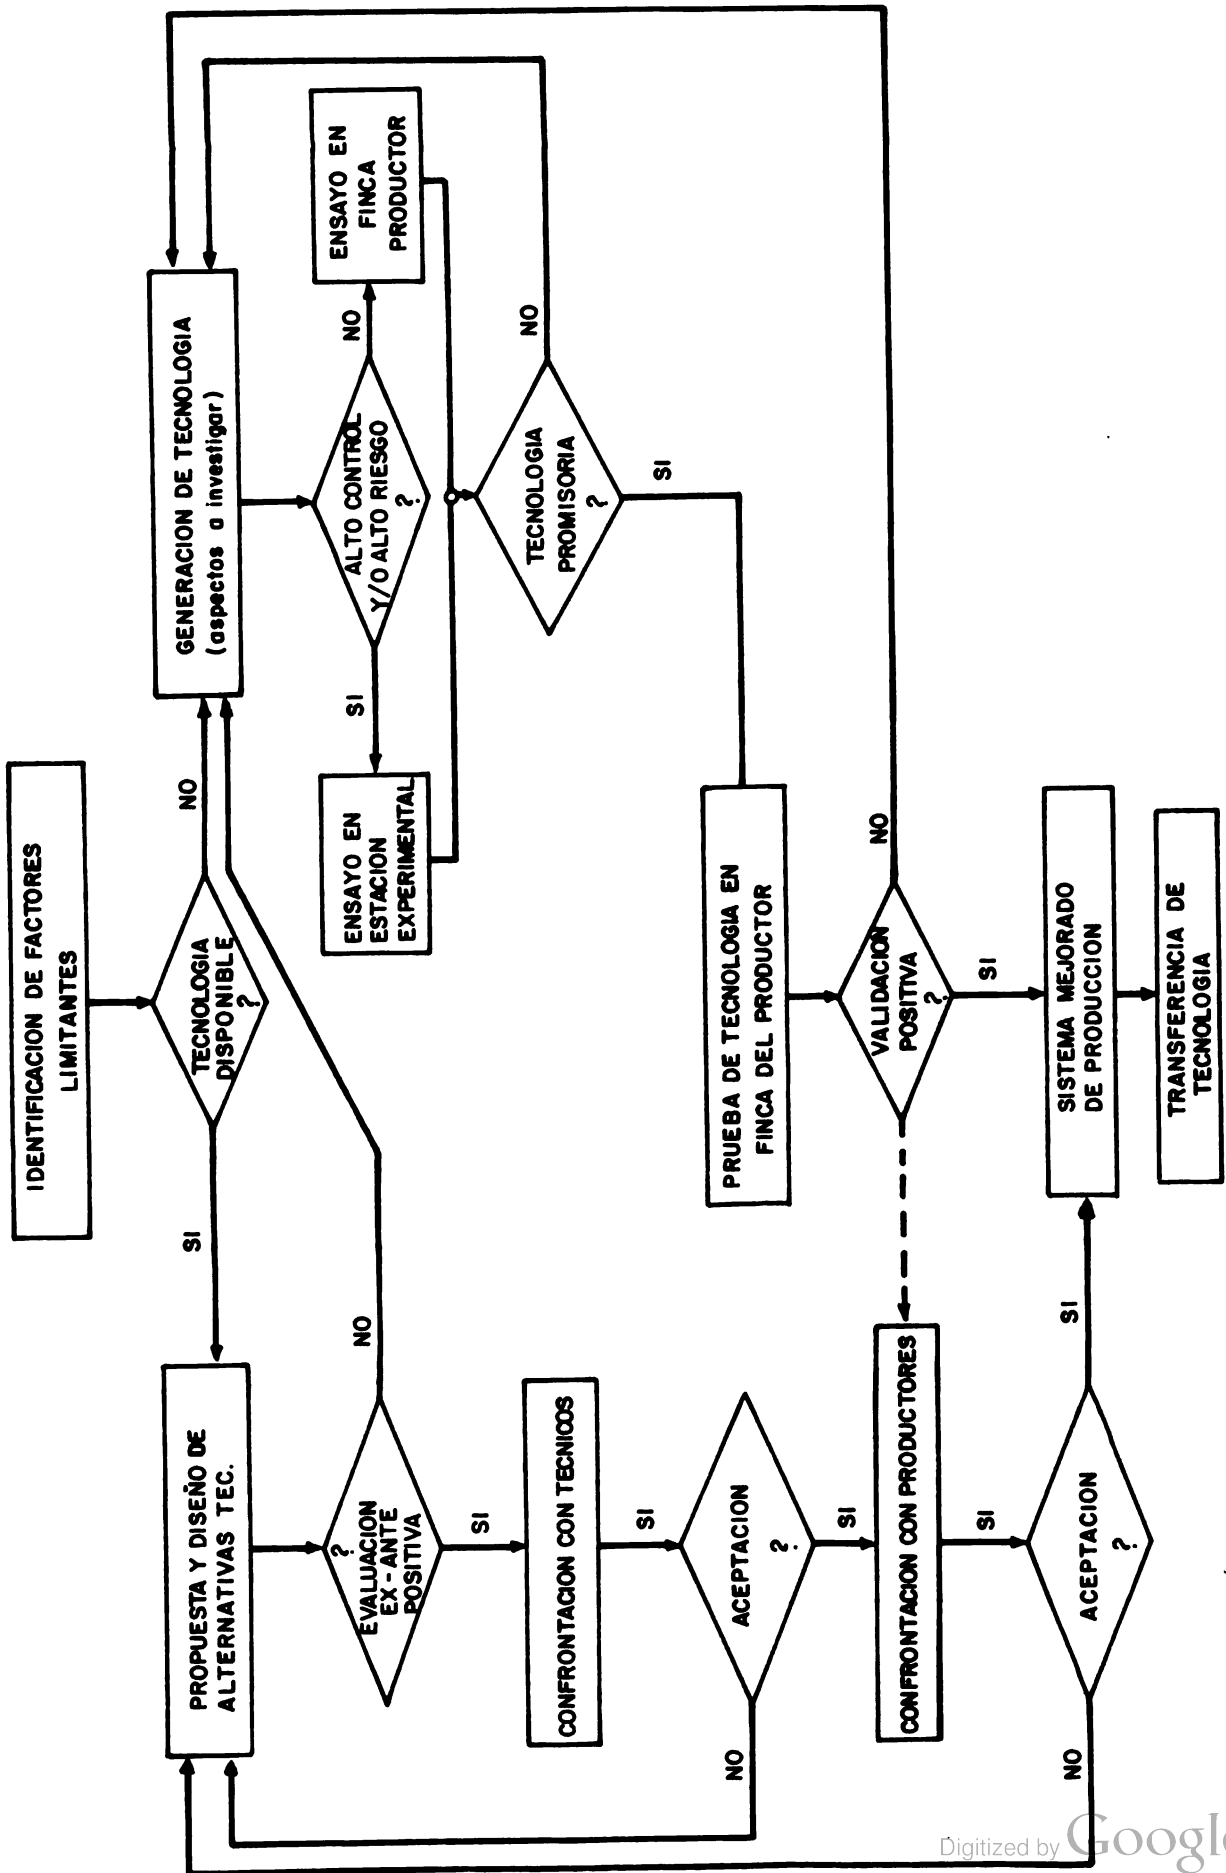 IDENTIFICACION DE FACTORES
LIMITANTES
TECNOLOGIA
DISPONIBLE
?
SI
NO
PROPUESTA Y DISEÑO DE
ALTERNATIVAS TEC.
GENERACION DE TECNOLOGIA
(aspectos a investigar)
?
EVALUACION
EX-ANTE
POSITIVA
NO
SI
ALTO CONTROL
Y/O ALTO RIESGO
?
SI
NO
ENSAYO EN
ESTACION
EXPERIMENTAL
ENSAYO EN
FINCA
PRODUCTOR
TECNOLOGIA
PROMISORIA
?
NO
SI
CONFRONTACION CON TECNICOS
SI
ACEPTACION
?
NO
SI
PRUEBA DE TECNOLOGIA EN
FINCA DEL PRODUCTOR
VALIDACION
POSITIVA
?
NO
SI
CONFRONTACION CON PRODUCTORES
SI
ACEPTACION
?
NO
SI
SISTEMA MEJORADO
DE PRODUCCION
TRANSFERENCIA DE
TECNOLOGIA
Digitized by Google